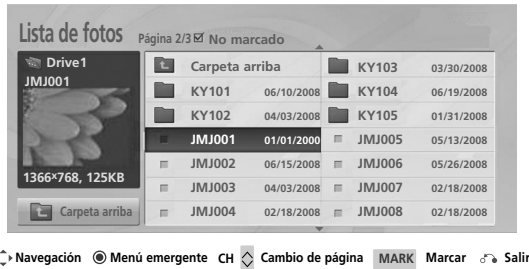 Lista de fotos Página 2/3 ☑ No marcado
Drive1
JMJ001
1366×768, 125KB
Carpeta arriba
Carpeta arriba KY103 03/30/2008
KY101 06/10/2008 KY104 06/19/2008
KY102 04/03/2008 KY105 01/31/2008
JMJ001 01/01/2000 JMJ005 05/13/2008
JMJ002 06/15/2008 JMJ006 05/26/2008
JMJ003 04/03/2008 JMJ007 02/18/2008
JMJ004 02/18/2008 JMJ008 02/18/2008
Navegación Menú emergente CH Cambio de página MARK Marcar Salir